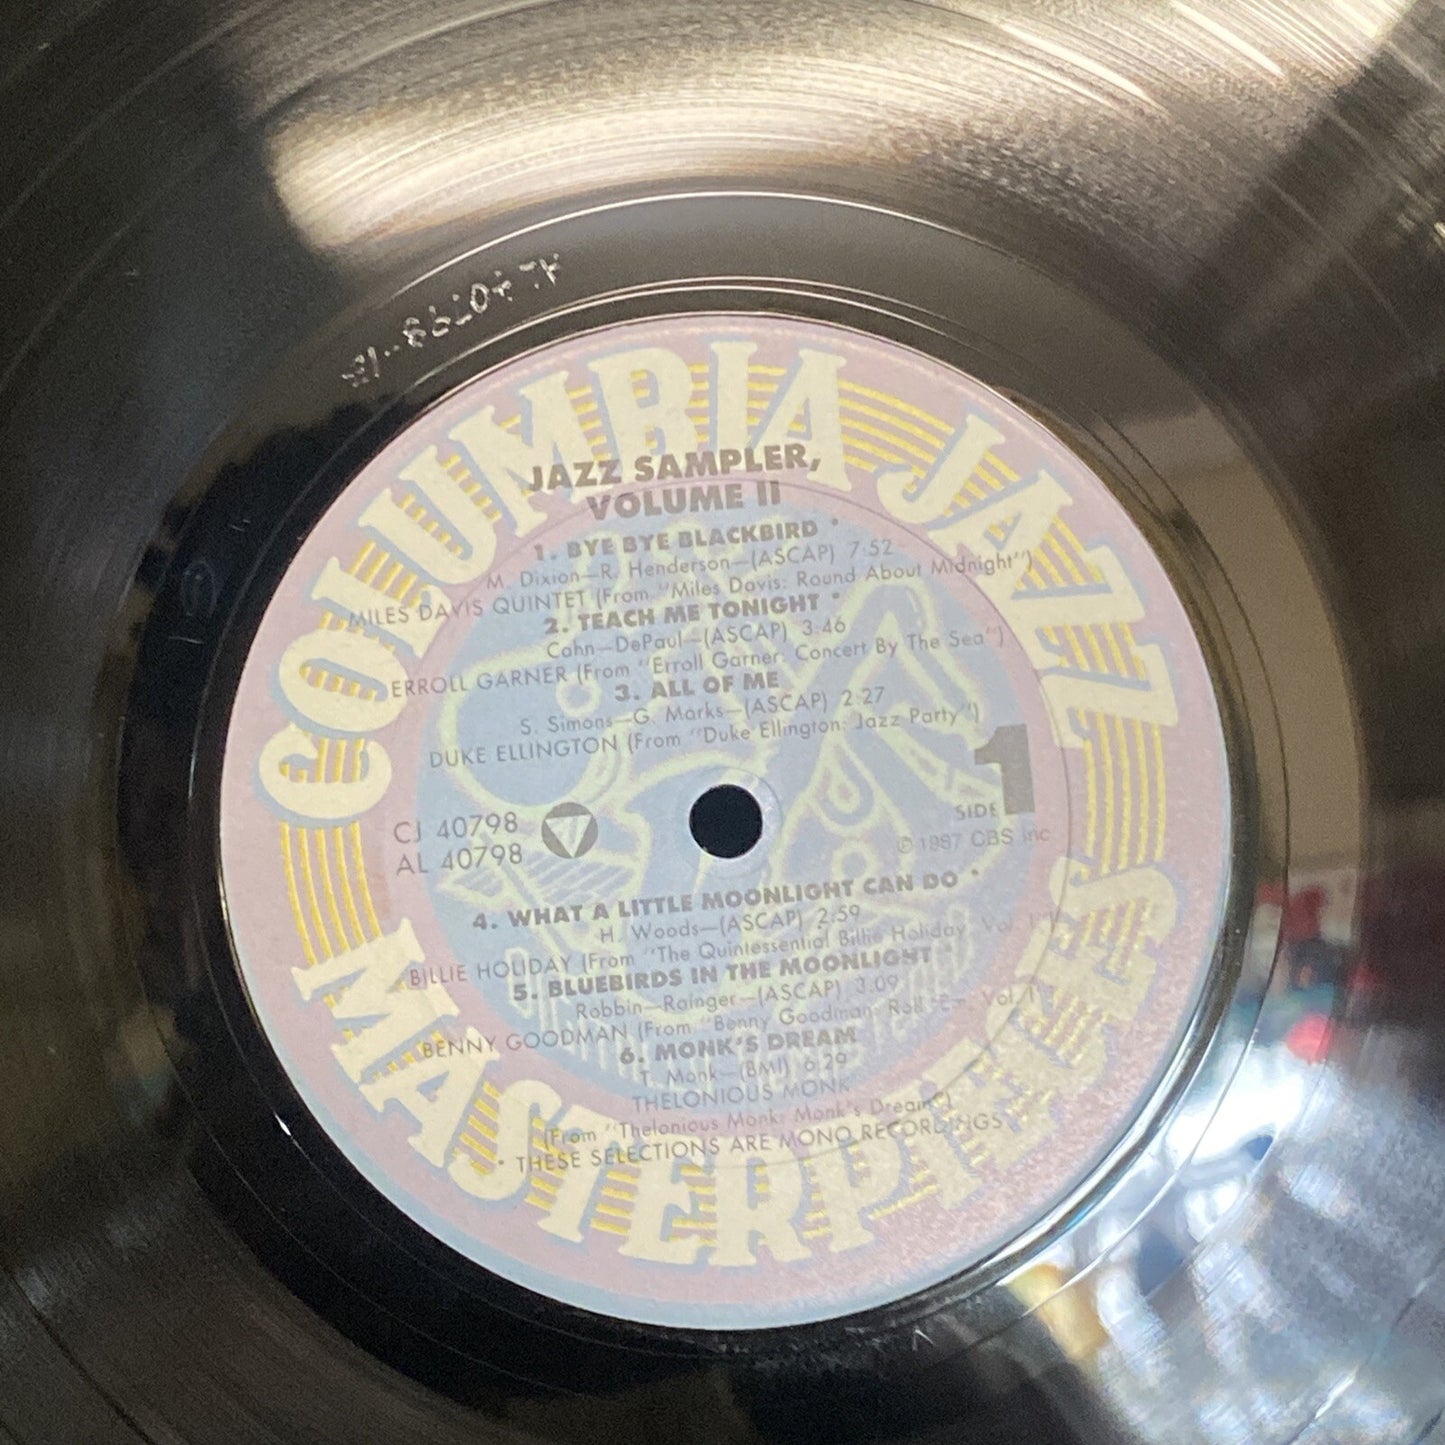 COLUMBIA JAZZ
JAZZ SAMPLER,
VOLUME II
1. BYE BYE BLACKBIRD •
M. Dixion—R. Henderson—(ASCAP) 7:52
MILES DAVIS QUINTET (From "Miles Davis: Round About Midnight")
2. TEACH ME TONIGHT •
Cahn—DePaul—(ASCAP) 3:46
ERROLL GARNER (From "Erroll Garner: Concert By The Sea")
3. ALL OF ME
S. Simons—G. Marks—(ASCAP) 2:27
DUKE ELLINGTON (From "Duke Ellington: Jazz Party")
SIDE 1
CJ 40798
AL 40798
© 1987 CBS Inc
4. WHAT A LITTLE MOONLIGHT CAN DO •
H. Woods—(ASCAP) 2:59
BILLIE HOLIDAY (From "The Quintessential Billie Holiday, Vol.
5. BLUEBIRDS IN THE MOONLIGHT •
Robbin—Rainger—(ASCAP) 3:09
BENNY GOODMAN (From "Benny Goodman: Roll Vol.
6. MONK'S DREAM
T. Monk—(BMI) 6:29
THELONIOUS MONK
(From "Thelonious Monk: Monk's Dream")
• THESE SELECTIONS ARE MONO RECORDINGS
MASTERPIECES